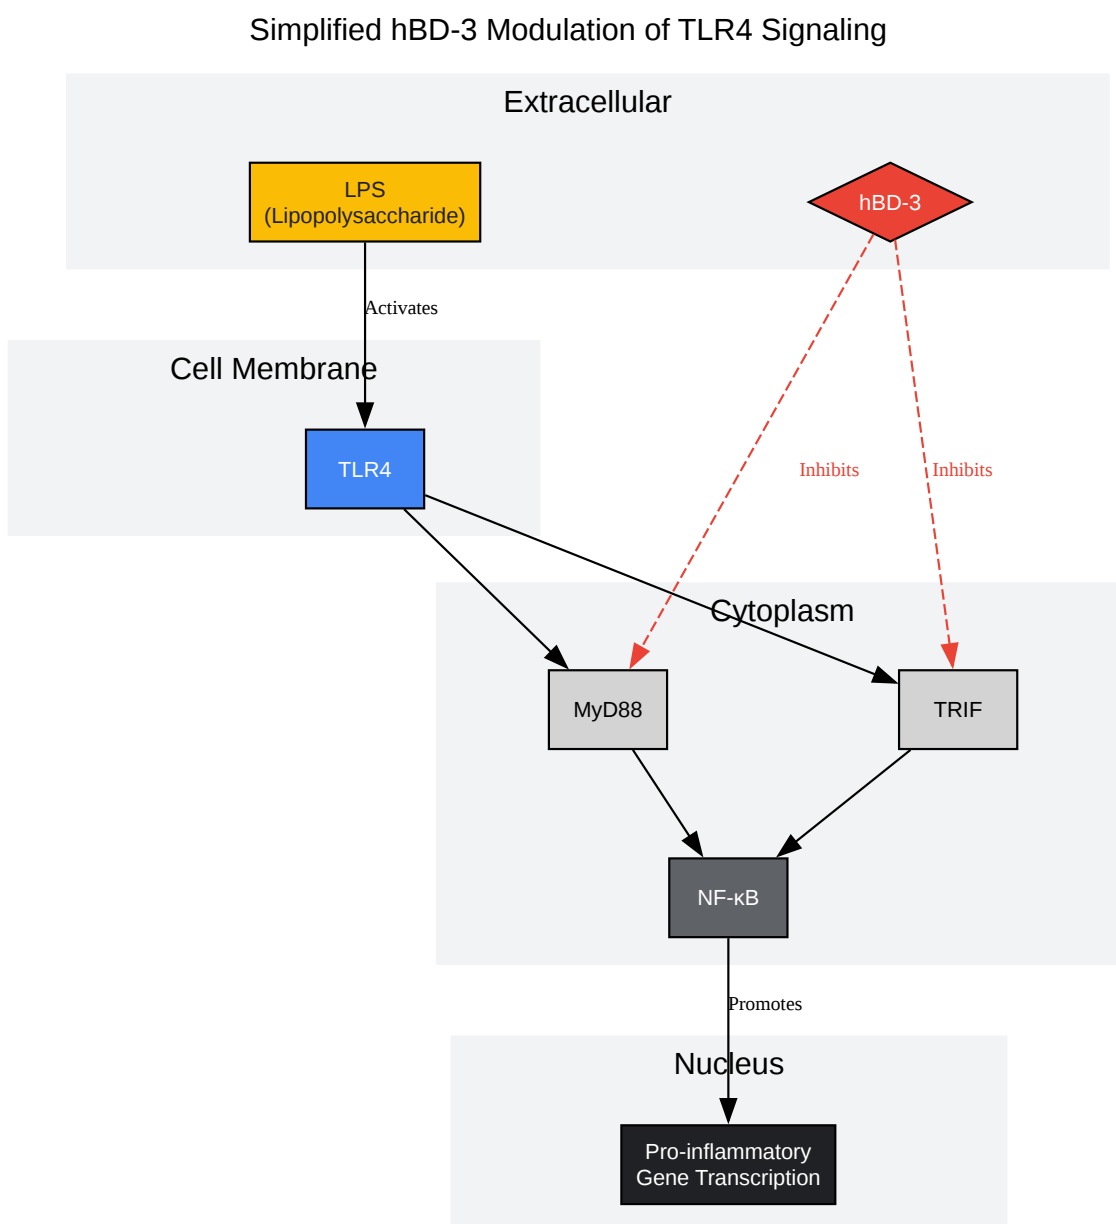 Simplified hBD-3 Modulation of TLR4 Signaling
Extracellular
LPS
(Lipopolysaccharide)
hBD-3
Activates
Cell Membrane
TLR4
Inhibits
Inhibits
Cytoplasm
MyD88
TRIF
NF-κB
Promotes
Nucleus
Pro-inflammatory
Gene Transcription